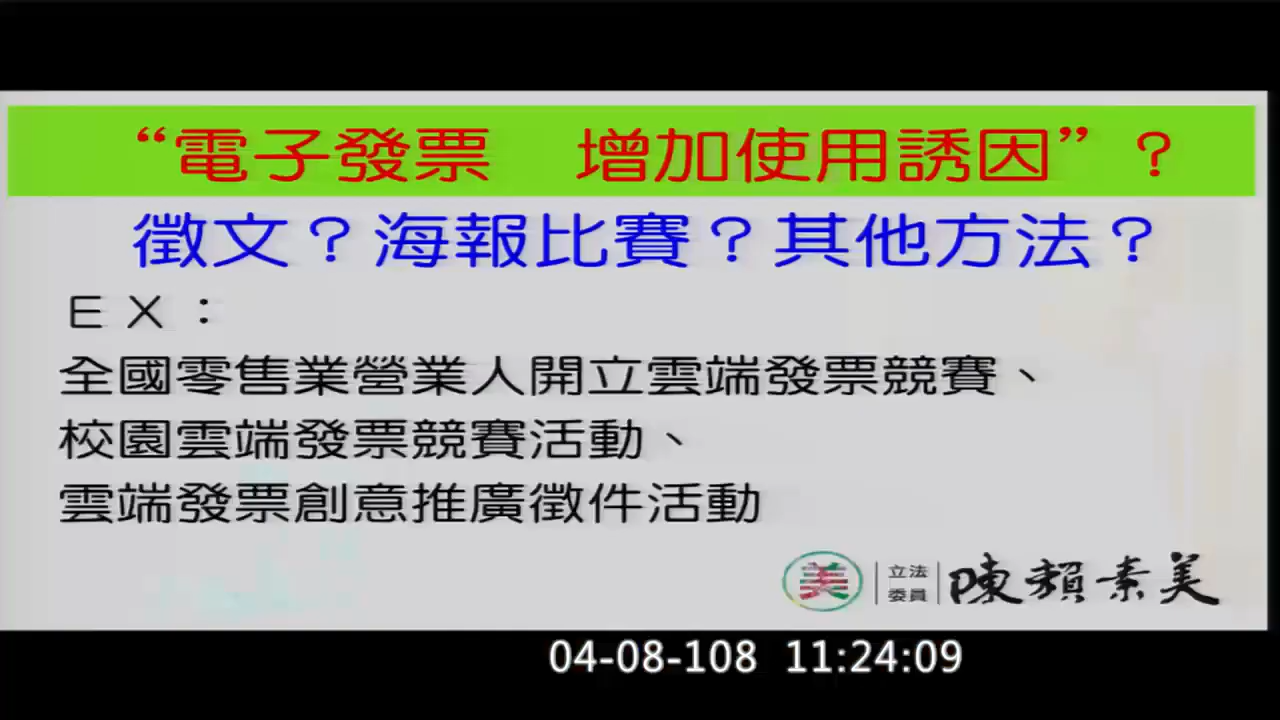 “電子發票　增加使用誘因”？
徵文？海報比賽？其他方法？
ＥＸ：
全國零售業營業人開立雲端發票競賽、
校園雲端發票競賽活動、
雲端發票創意推廣徵件活動
美
立法
委員
陳賴素美
04-08-108 11:24:09